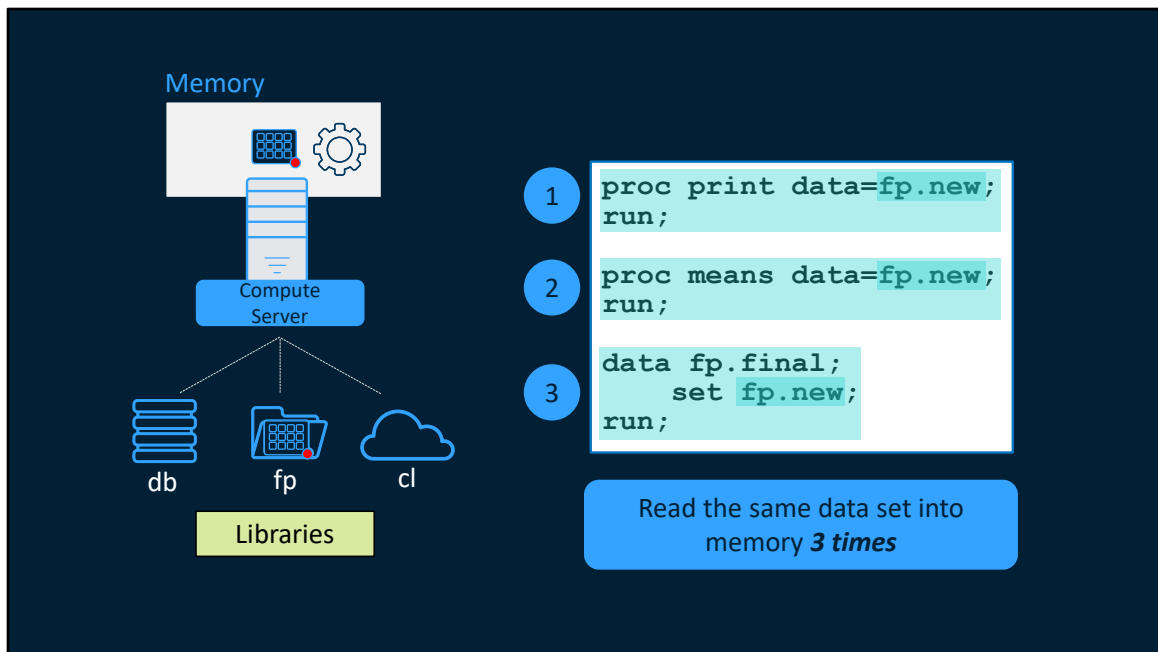 Memory
Compute
Server
db
fp
cl
Libraries
1
proc print data=fp.new;
run;
2
proc means data=fp.new;
run;
3
data fp.final;
    set fp.new;
run;
Read the same data set into
memory 3 times